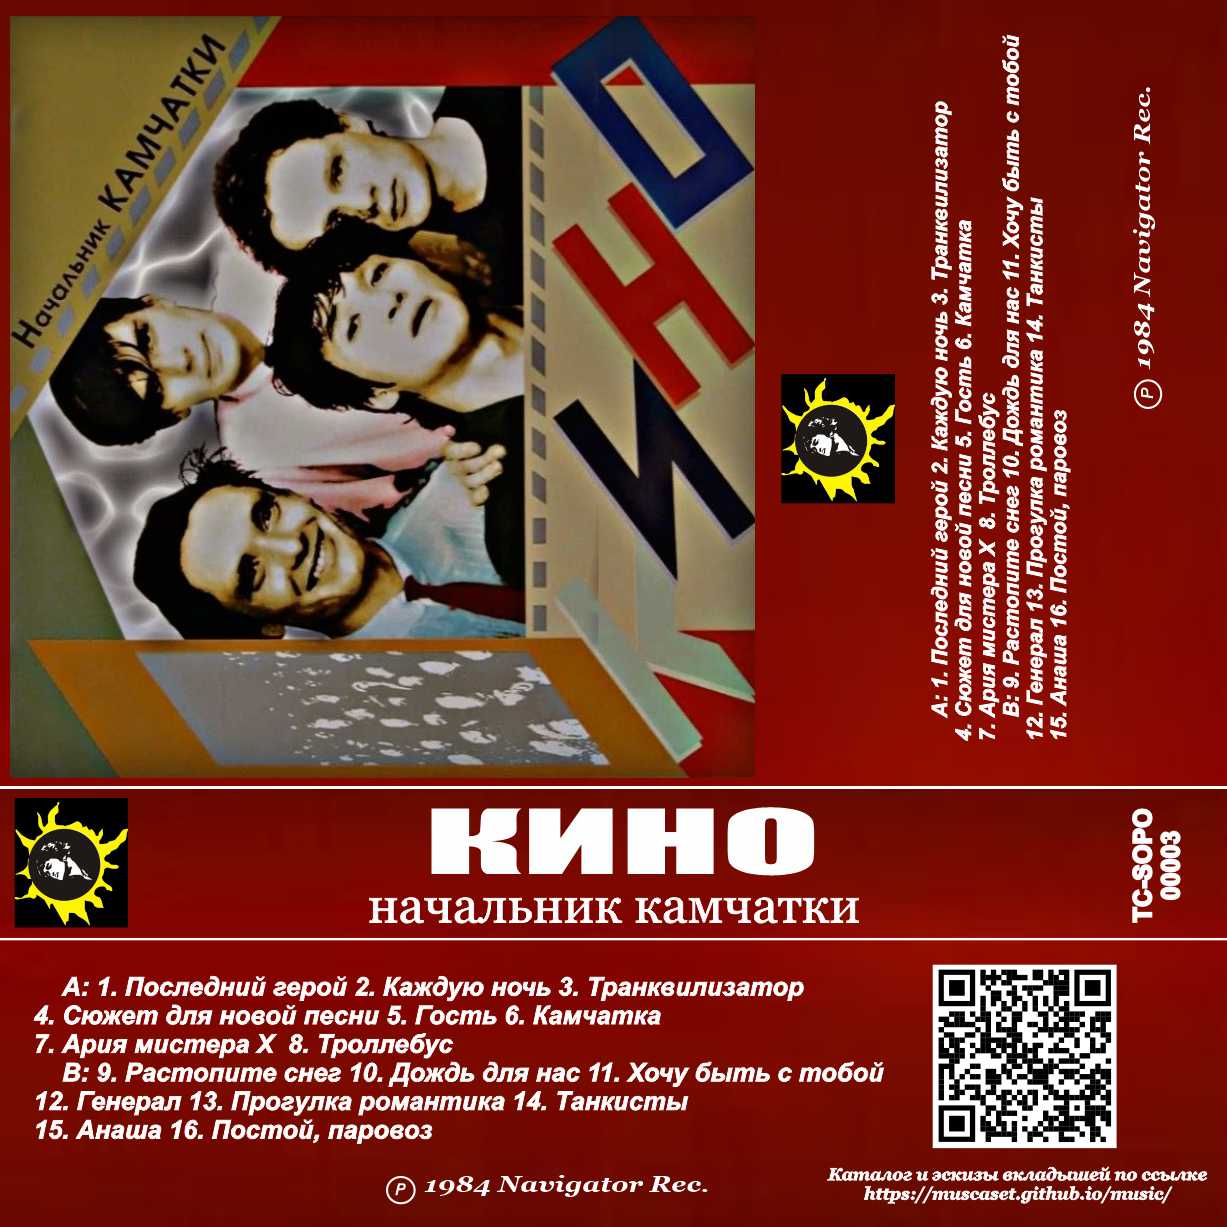 Начальник КАМЧАТКИ
КИНО
А: 1. Последний герой 2. Каждую ночь 3. Транквилизатор
4. Сюжет для новой песни 5. Гость 6. Камчатка
7. Ария мистера Х 8. Троллебус
В: 9. Растопите снег 10. Дождь для нас 11. Хочу быть с тобой
12. Генерал 13. Прогулка романтика 14. Танкисты
15. Анаша 16. Постой, паровоз
℗ 1984 Navigator Rec.
КИНО
начальник камчатки
TC-SOPO
00003
А: 1. Последний герой 2. Каждую ночь 3. Транквилизатор
4. Сюжет для новой песни 5. Гость 6. Камчатка
7. Ария мистера Х 8. Троллебус
В: 9. Растопите снег 10. Дождь для нас 11. Хочу быть с тобой
12. Генерал 13. Прогулка романтика 14. Танкисты
15. Анаша 16. Постой, паровоз
℗ 1984 Navigator Rec.
Каталог и эскизы вкладышей по ссылке
https://muscaset.github.io/music/